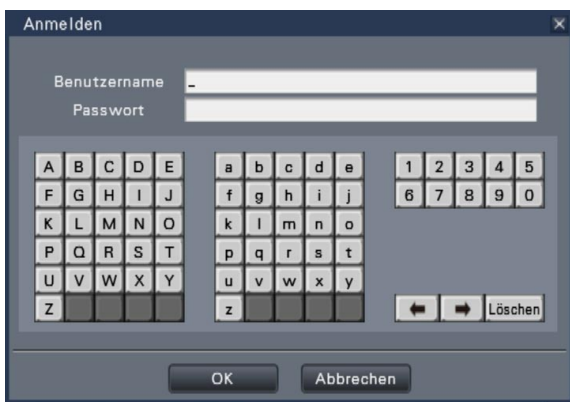 Anmelden
Benutzername _
Passwort
A B C D E a b c d e 1 2 3 4 5
F G H I J f g h i j 6 7 8 9 0
K L M N O k l m n o
P Q R S T p q r s t
U V W X Y u v w x y
Z z ← → Löschen
OK Abbrechen